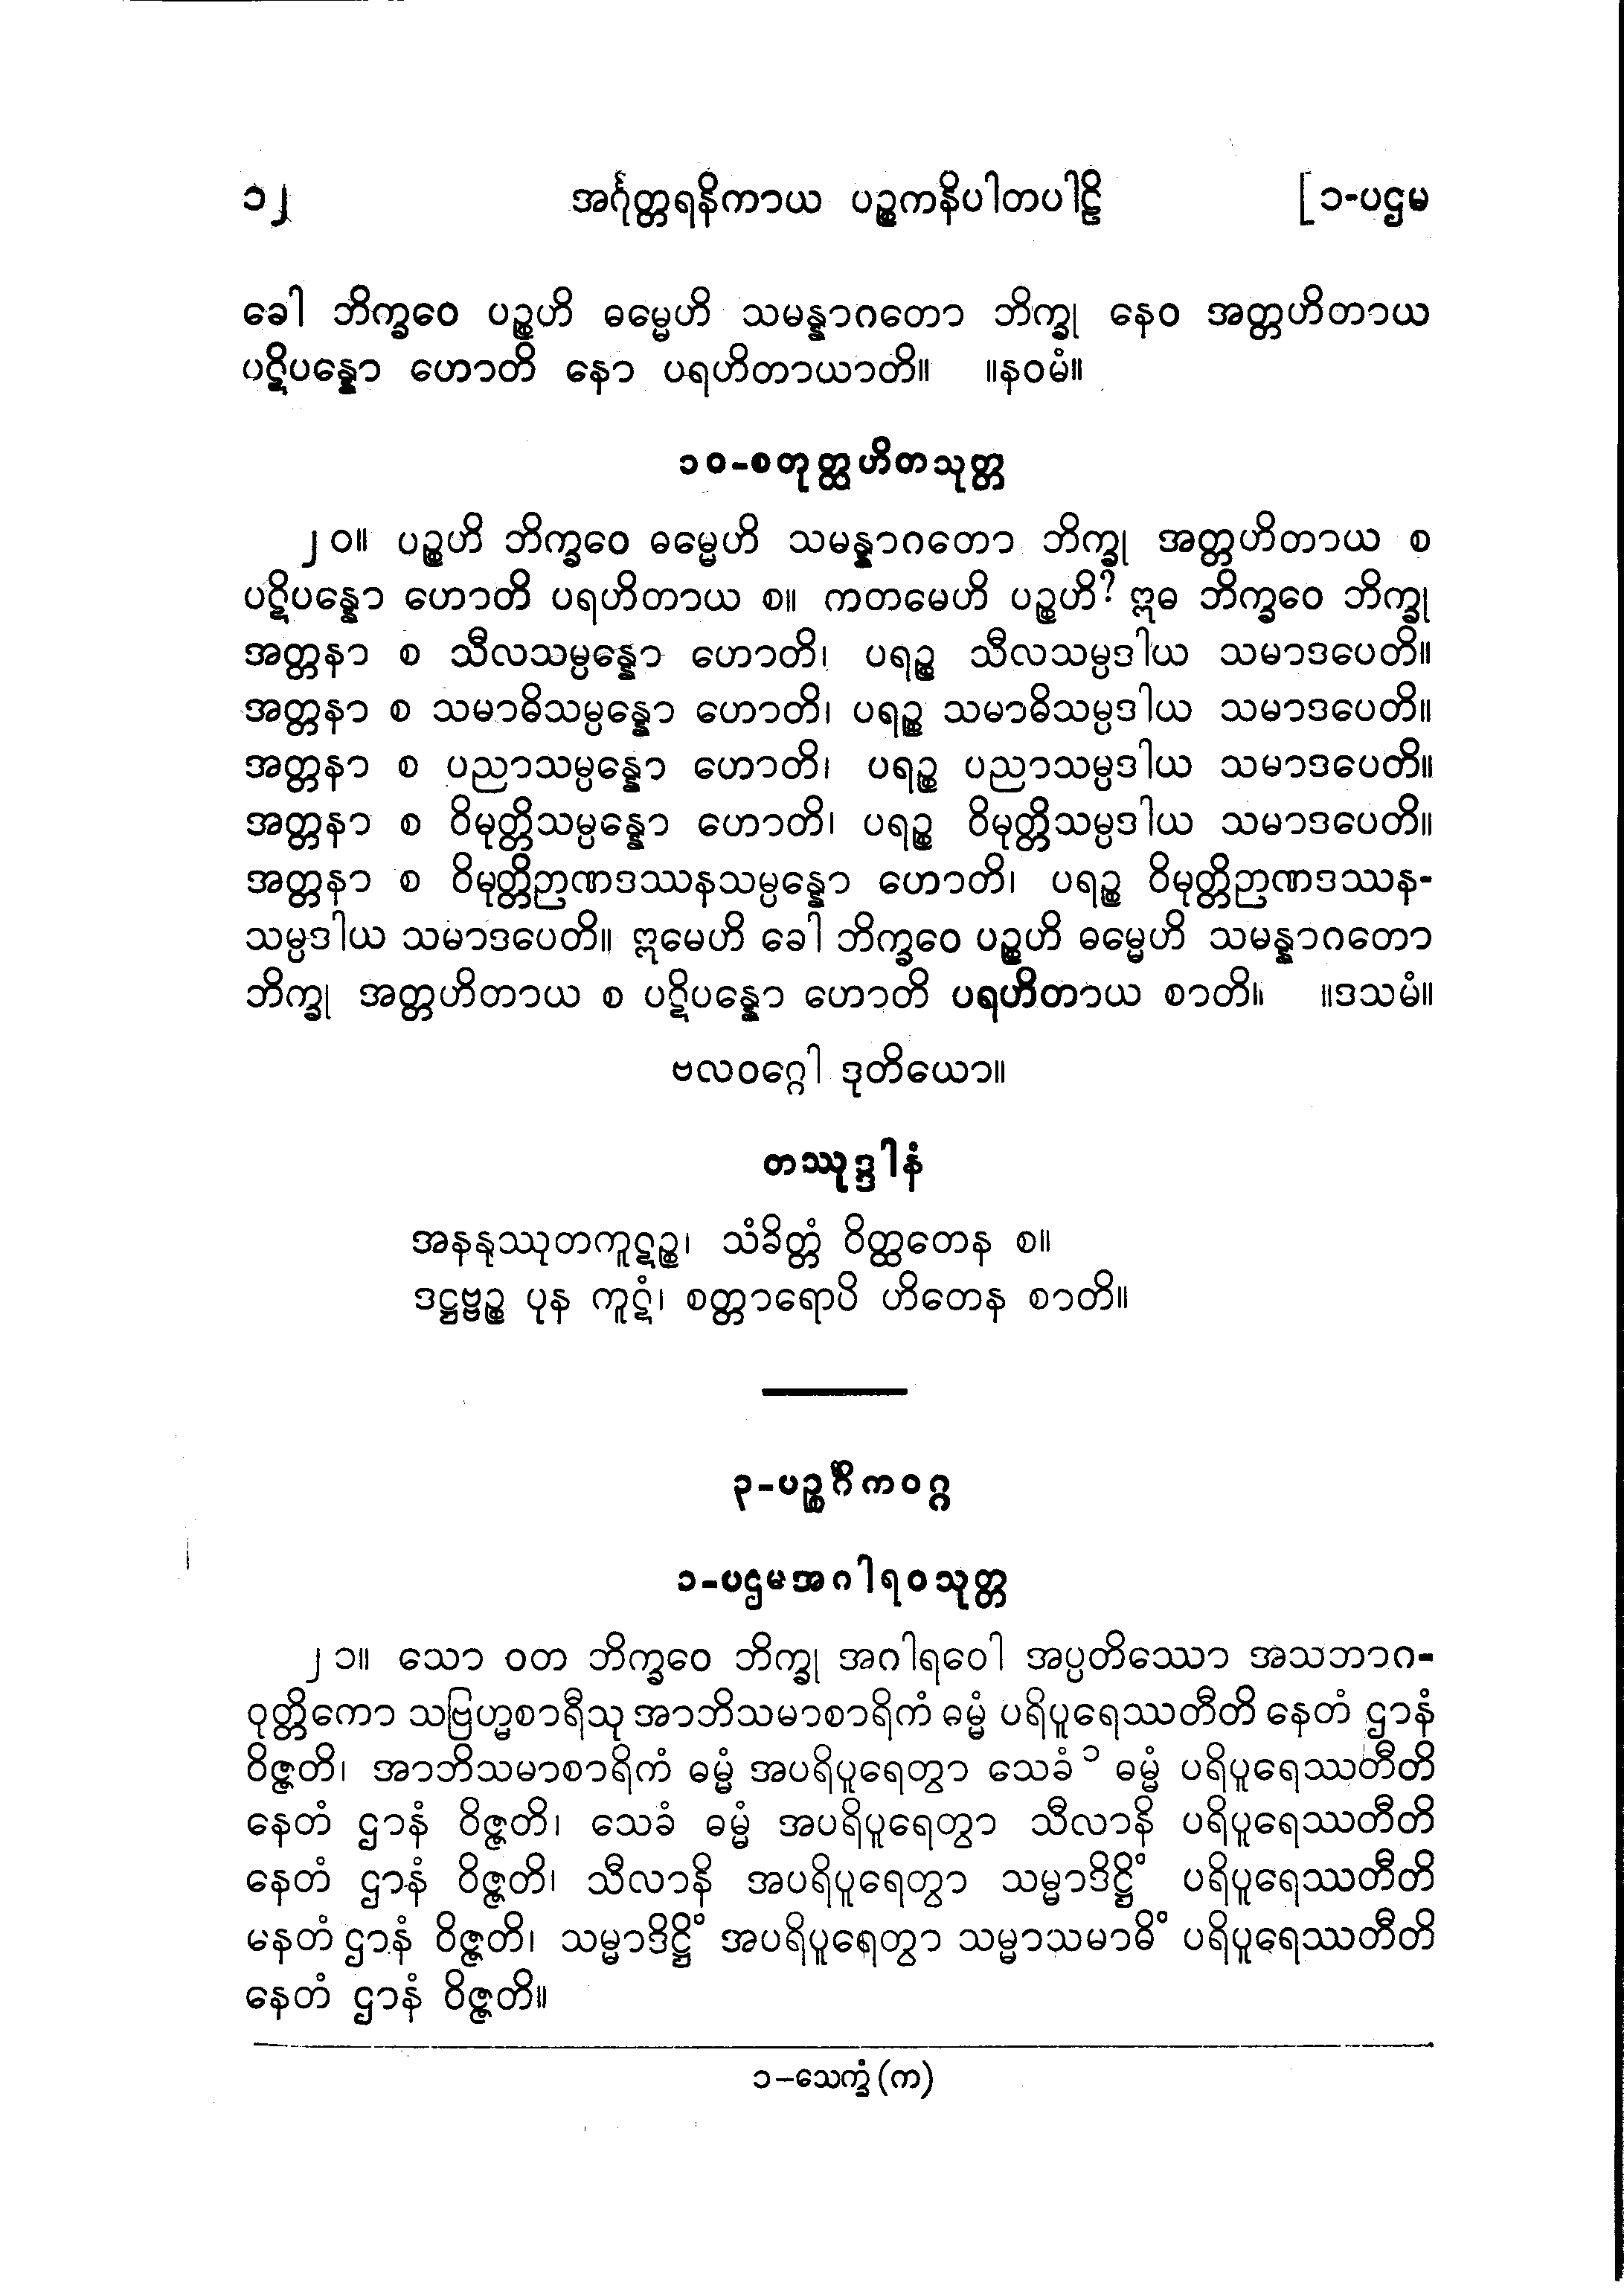 ၁၂ အင်္ဂုတ္တရနိကာယ ပဉ္စကနိပါတပါဠိ [၁-ပဌမ
ခေါ ဘိက္ခဝေ ပဉ္စဟိ ဓမ္မေဟိ သမန္နာဂတော ဘိက္ခု နေဝ အတ္တဟိတာယ
ပဋိပန္နော ဟောတိ နော ပရဟိတာယာတိ။ ။နဝမံ။
၁၀-စတုတ္ထဟိတသုတ္တ
၂၀။ ပဉ္စဟိ ဘိက္ခဝေ ဓမ္မေဟိ သမန္နာဂတော ဘိက္ခု အတ္တဟိတာယ စ
ပဋိပန္နော ဟောတိ ပရဟိတာယ စ။ ကတမေဟိ ပဉ္စဟိ? ဣဓ ဘိက္ခဝေ ဘိက္ခု
အတ္တနာ စ သီလသမ္ပန္နော ဟောတိ၊ ပရဉ္စ သီလသမ္ပဒါယ သမာဒပေတိ။
အတ္တနာ စ သမာဓိသမ္ပန္နော ဟောတိ၊ ပရဉ္စ သမာဓိသမ္ပဒါယ သမာဒပေတိ။
အတ္တနာ စ ပညာသမ္ပန္နော ဟောတိ၊ ပရဉ္စ ပညာသမ္ပဒါယ သမာဒပေတိ။
အတ္တနာ စ ဝိမုတ္တိသမ္ပန္နော ဟောတိ၊ ပရဉ္စ ဝိမုတ္တိသမ္ပဒါယ သမာဒပေတိ။
အတ္တနာ စ ဝိမုတ္တိဉာဏဒဿနသမ္ပန္နော ဟောတိ၊ ပရဉ္စ ဝိမုတ္တိဉာဏဒဿန-
သမ္ပဒါယ သမာဒပေတိ။ ဣမေဟိ ခေါ ဘိက္ခဝေ ပဉ္စဟိ ဓမ္မေဟိ သမန္နာဂတော
ဘိက္ခု အတ္တဟိတာယ စ ပဋိပန္နော ဟောတိ ပရဟိတာယ စာတိ။ ။ဒသမံ။
ဗလဝဂ္ဂေါ ဒုတိယော။
တဿုဒ္ဒါနံ
အနနုဿုတကူဋဉ္စ၊ သံခိတ္တံ ဝိတ္ထတေန စ။
ဒဋ္ဌဗ္ဗဉ္စ ပုန ကူဋံ၊ စတ္တာရောပိ ဟိတေန စာတိ။
၃-ပဉ္စင်္ဂိကဝဂ္ဂ
၁-ပဌမအဂါရဝသုတ္တ
၂၁။ သော ဝတ ဘိက္ခဝေ ဘိက္ခု အဂါရဝေါ အပ္ပတိဿော အသဘာဂ-
ဝုတ္တိကော သဗြဟ္မစာရီသု အာဘိသမာစာရိကံ ဓမ္မံ ပရိပူရေဿတီတိ နေတံ ဌာနံ
ဝိဇ္ဇတိ၊ အာဘိသမာစာရိကံ ဓမ္မံ အပရိပူရေတွာ သေခံ ၁ ဓမ္မံ ပရိပူရေဿတီတိ
နေတံ ဌာနံ ဝိဇ္ဇတိ၊ သေခံ ဓမ္မံ အပရိပူရေတွာ သီလာနိ ပရိပူရေဿတီတိ
နေတံ ဌာနံ ဝိဇ္ဇတိ၊ သီလာနိ အပရိပူရေတွာ သမ္မာဒိဋ္ဌိံ ပရိပူရေဿတီတိ
မနတံ ဌာနံ ဝိဇ္ဇတိ၊ သမ္မာဒိဋ္ဌိံ အပရိပူရေတွာ သမ္မာသမာဓိံ ပရိပူရေဿတီတိ
နေတံ ဌာနံ ဝိဇ္ဇတိ။
၁-သေက္ခံ (က)